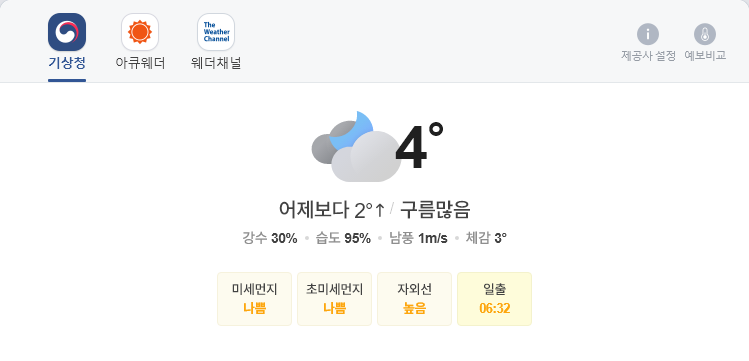 The
Weather
Channel
기상청 아큐웨더 웨더채널
제공사 설정 예보비교
4°
어제보다 2°↑ / 구름많음
강수 30% • 습도 95% • 남풍 1m/s • 체감 3°
미세먼지 초미세먼지 자외선 일출
나쁨 나쁨 높음 06:32